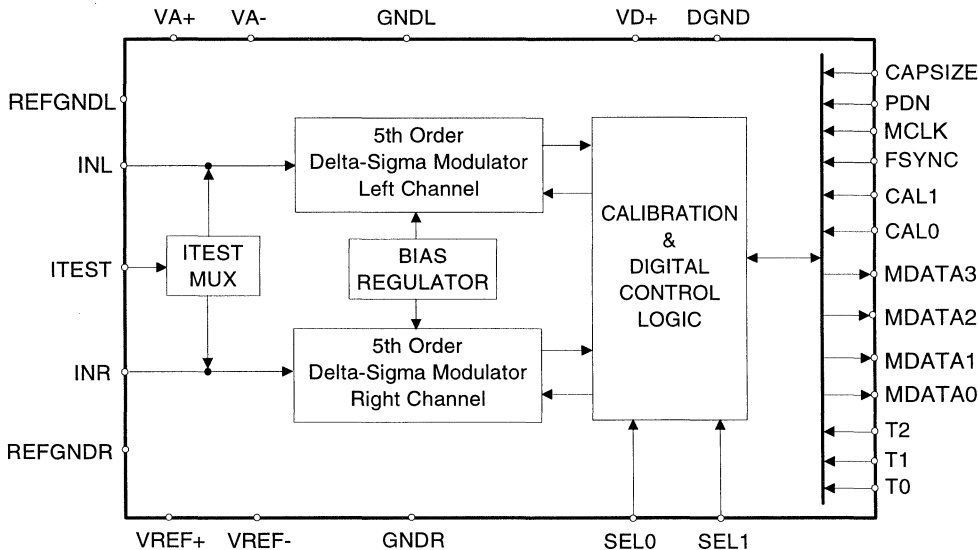 VA+ VA- GNDL VD+ DGND
REFGNDL
INL
ITEST
INR
REFGNDR
5th Order
Delta-Sigma Modulator
Left Channel
ITEST
MUX
BIAS
REGULATOR
5th Order
Delta-Sigma Modulator
Right Channel
CALIBRATION
&
DIGITAL
CONTROL
LOGIC
CAPSIZE
PDN
MCLK
FSYNC
CAL1
CAL0
MDATA3
MDATA2
MDATA1
MDATA0
T2
T1
T0
VREF+ VREF- GNDR SEL0 SEL1